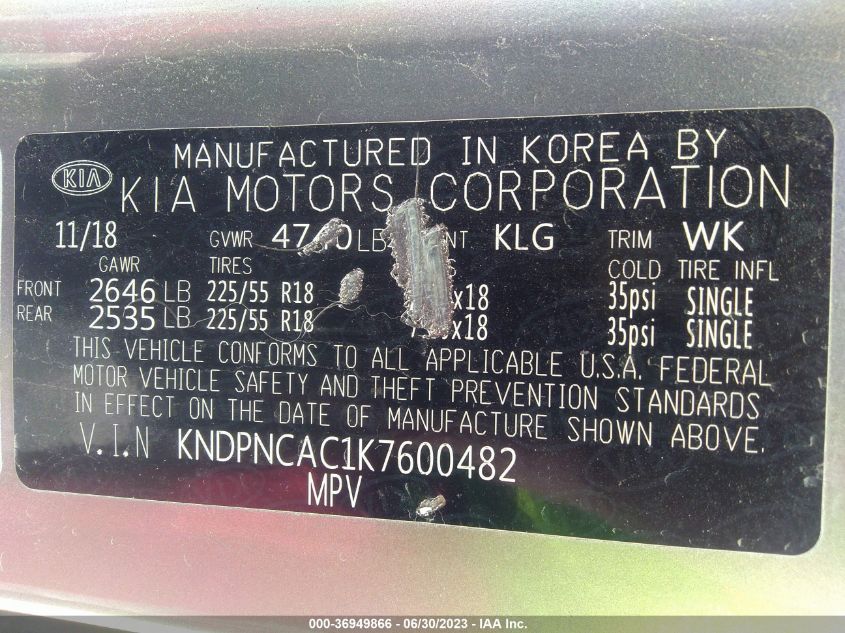 MANUFACTURED IN KOREA BY
KIA KIA MOTORS CORPORATION
11/18 GVWR KLG TRIM WK
GAWR TIRES COLD TIRE INFL
FRONT 2646 LB 225/55 R18 35psi SINGLE
REAR 2535 LB 225/55 R18 35psi SINGLE
THIS VEHICLE CONFORMS TO ALL APPLICABLE U.S.A. FEDERAL
MOTOR VEHICLE SAFETY AND THEFT PREVENTION STANDARDS
IN EFFECT ON THE DATE OF MANUFACTURE SHOWN ABOVE.
V.I.N KNDPNCAC1K7600482
MPV
000-36949866 - 06/30/2023 - IAA Inc.